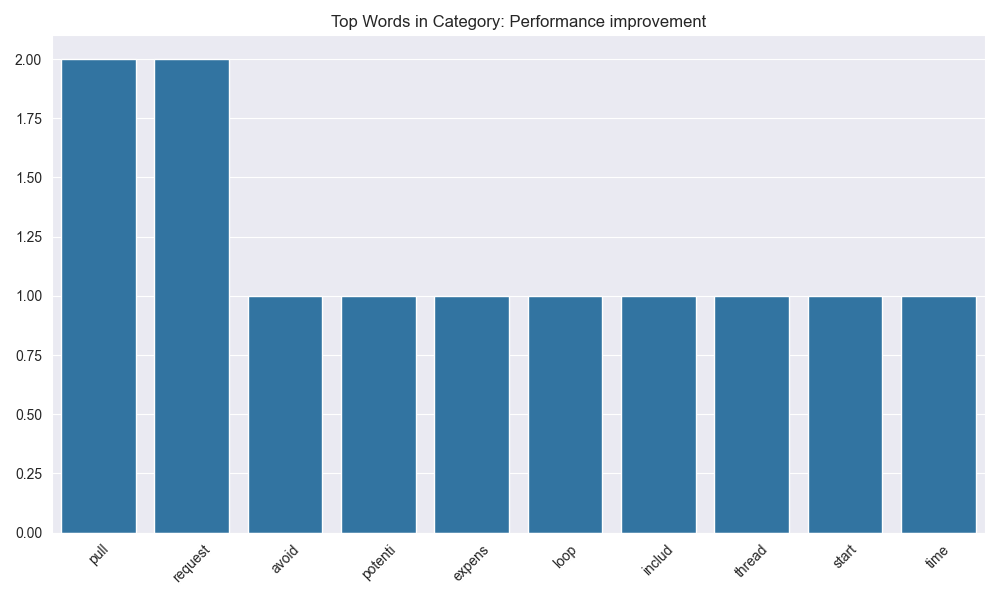 Top Words in Category: Performance improvement
2.00
1.75
1.50
1.25
1.00
0.75
0.50
0.25
0.00
pull
request
avoid
potenti
expens
loop
includ
thread
start
time